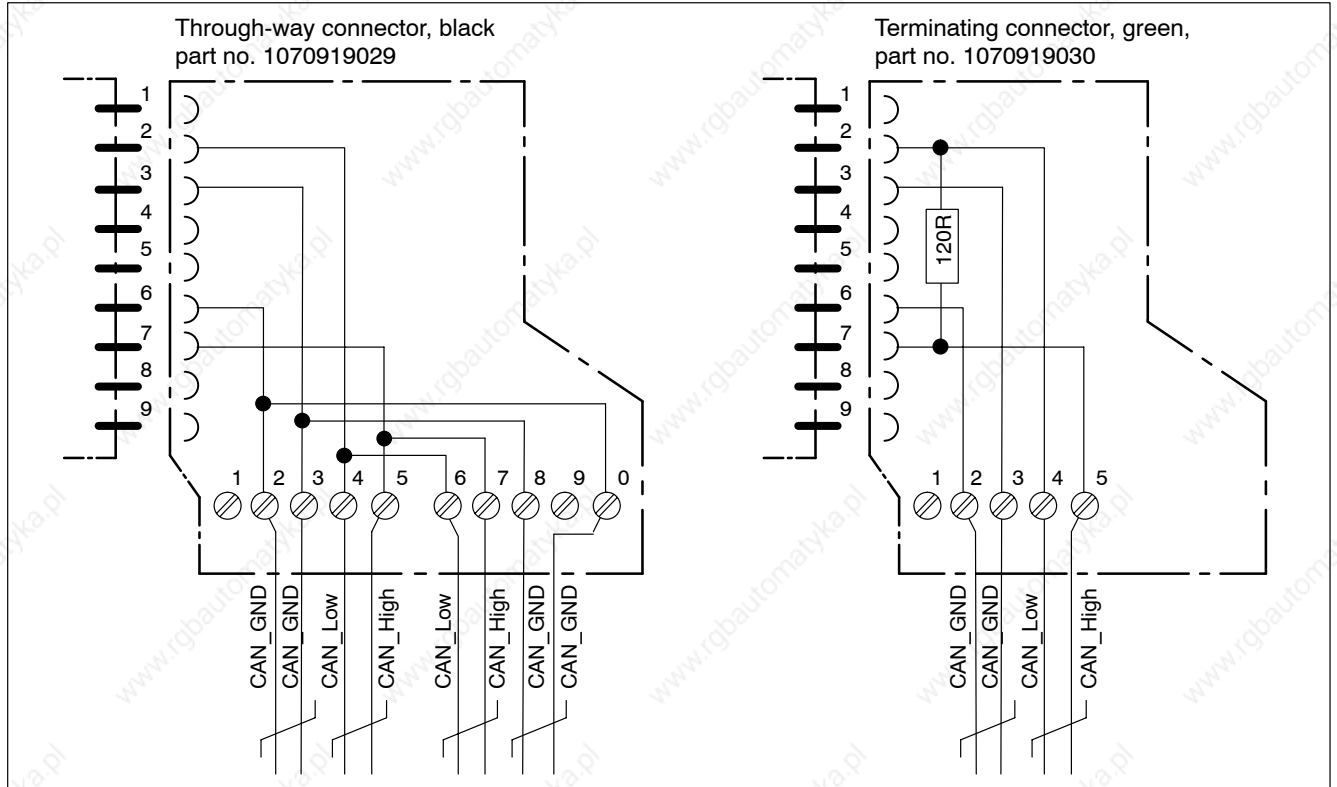 Through-way connector, black
part no. 1070919029
Terminating connector, green,
part no. 1070919030
1
2
3
4
5
6
7
8
9
1
2
3
4
5
6
7
8
9
120R
1 2 3 4 5 6 7 8 9 0
1 2 3 4 5
CAN_GND
CAN_GND
CAN_Low
CAN_High
CAN_Low
CAN_High
CAN_GND
CAN_GND
CAN_GND
CAN_GND
CAN_Low
CAN_High
www.rgbautomatyka.pl